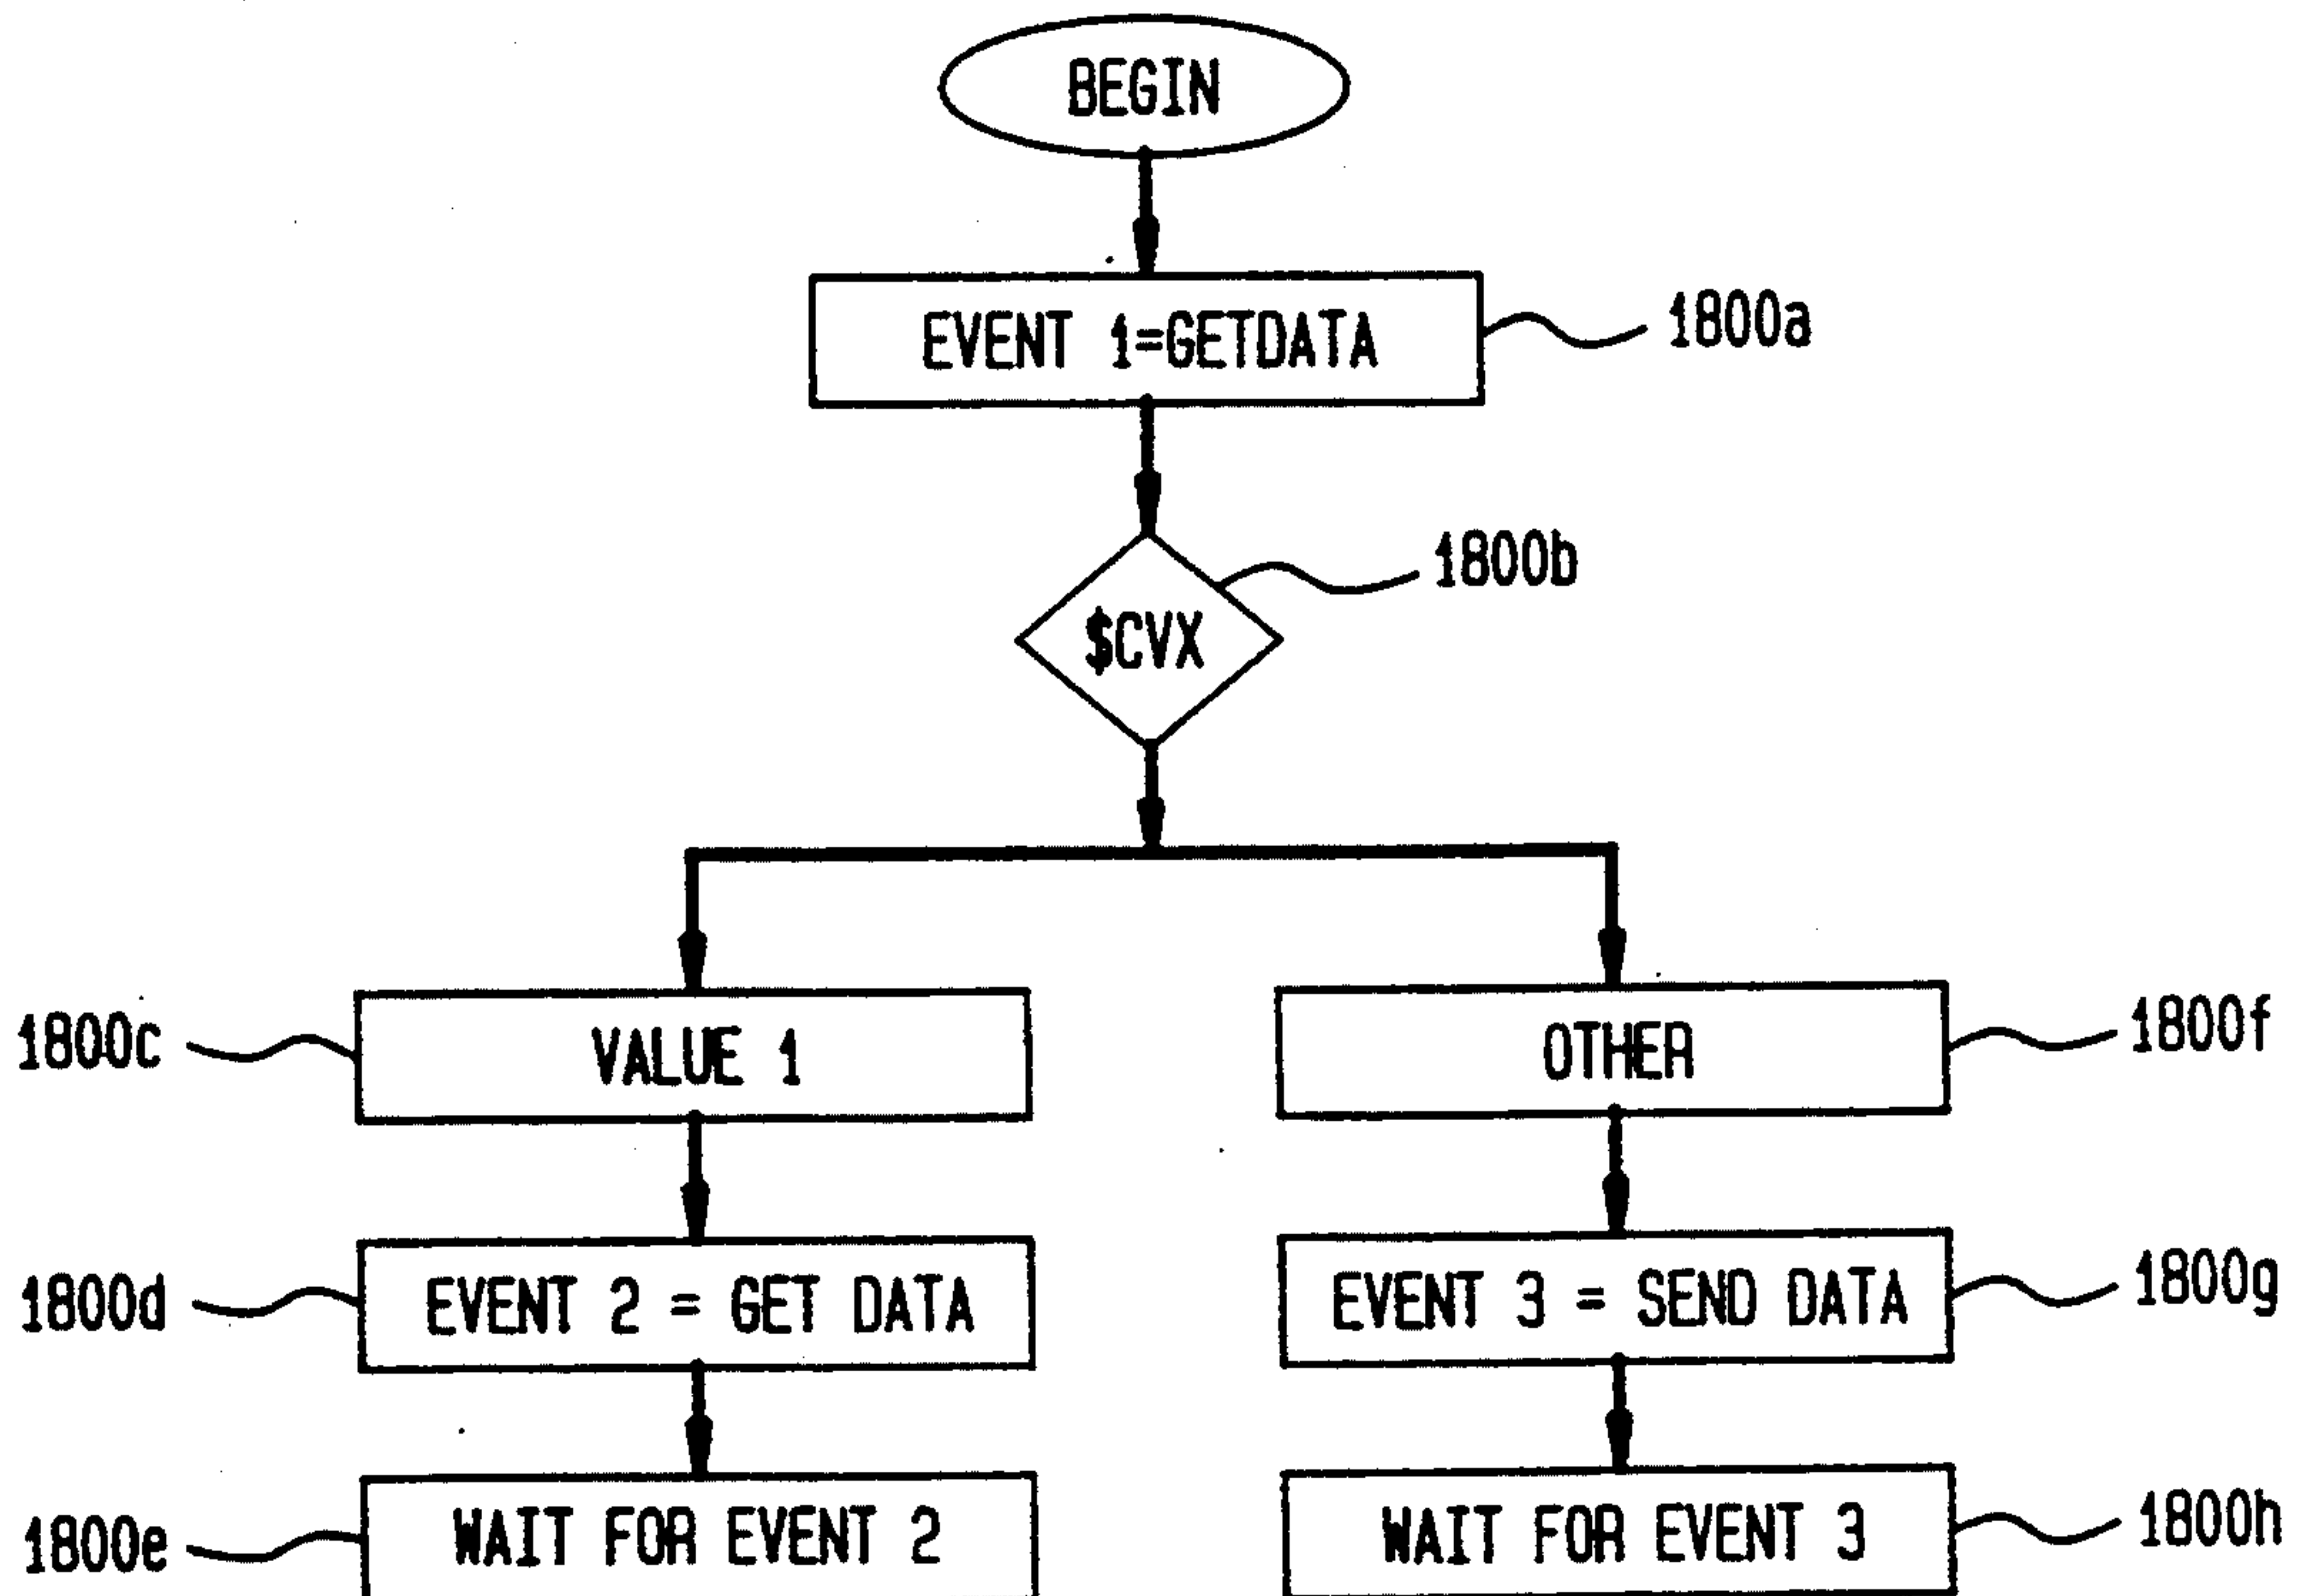 BEGIN
EVENT 1=GETDATA
1800a
$CVX
1800b
1800c
VALUE 1
OTHER
1800f
1800d
EVENT 2 = GET DATA
EVENT 3 = SEND DATA
1800g
1800e
WAIT FOR EVENT 2
WAIT FOR EVENT 3
1800h